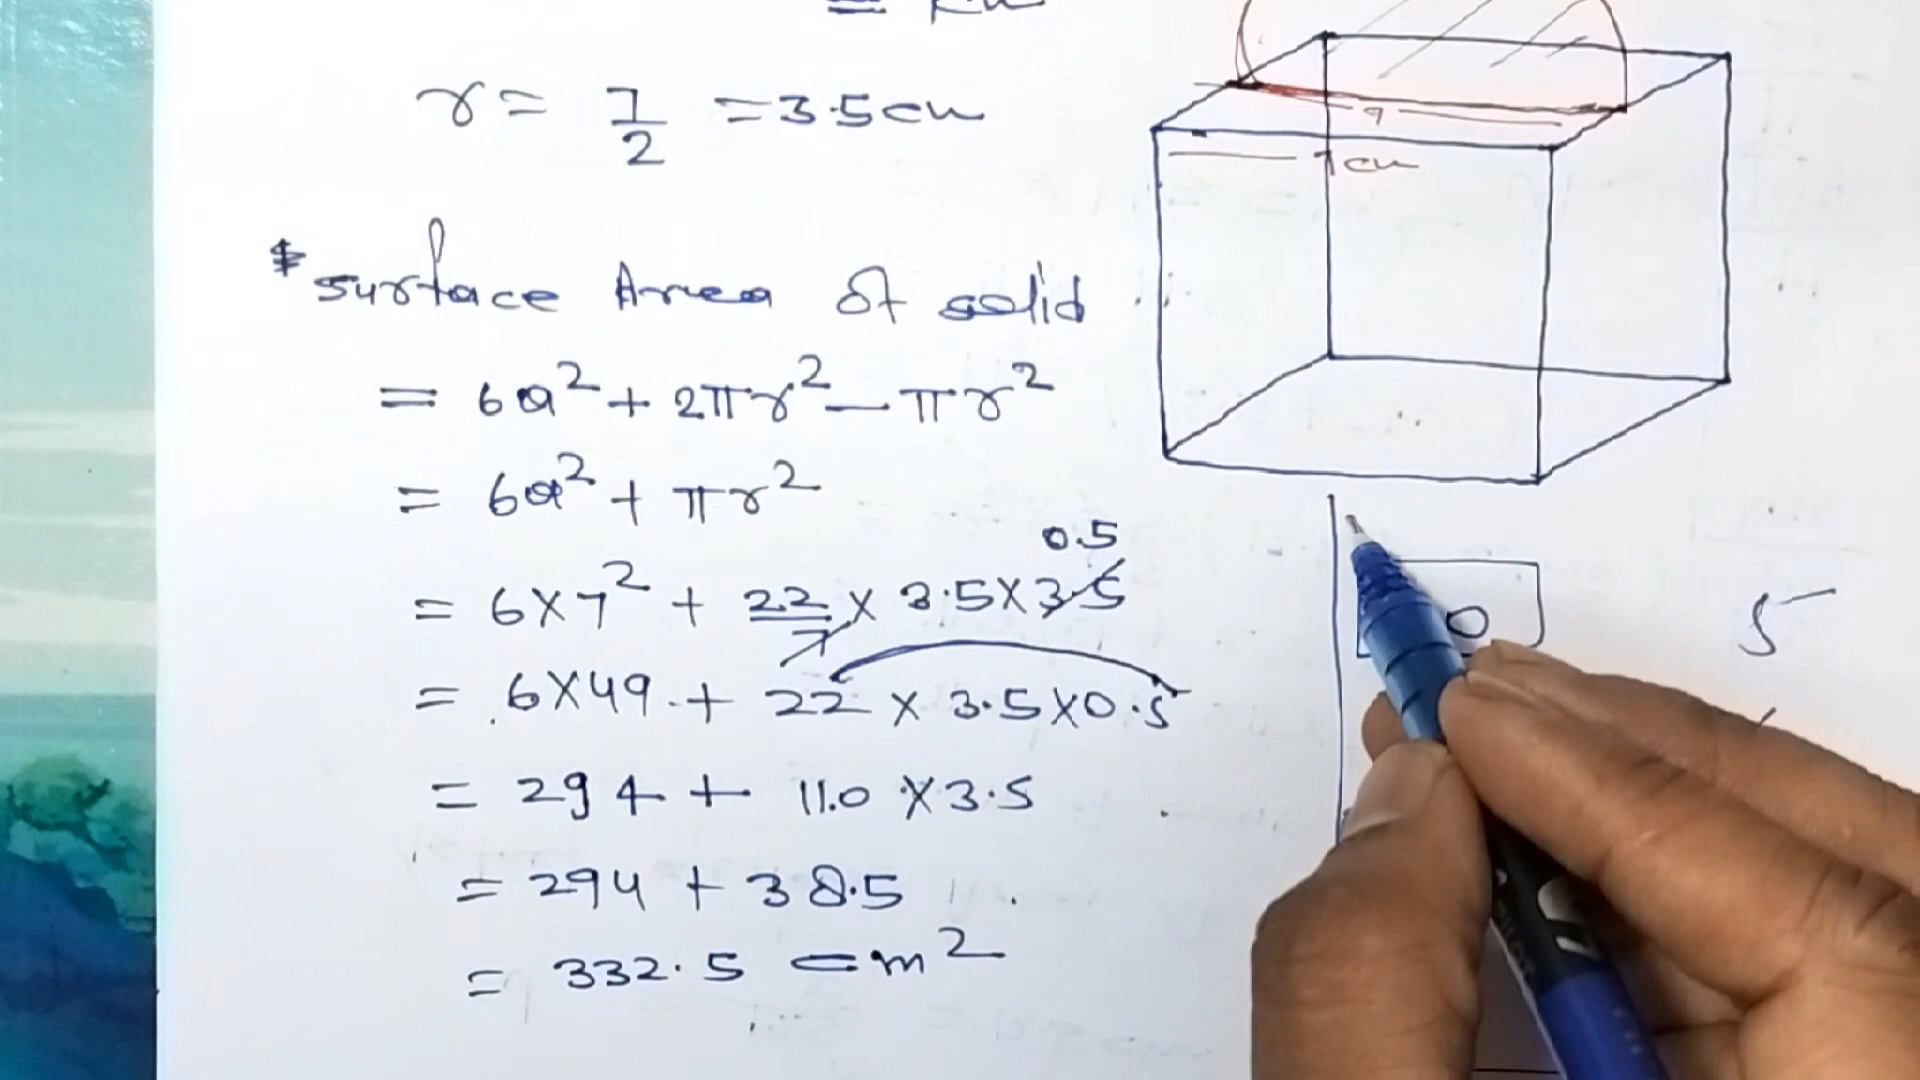 r = 7/2 = 3.5 cm
7 cm
* Surface Area of solid
= 6a² + 2πr² - πr²
= 6a² + πr²
0.5
= 6×7² + 22/7 × 3.5×3.5
= 6×49 + 22 × 3.5×0.5
= 294 + 11.0 × 3.5
= 294 + 38.5
= 332.5 cm²